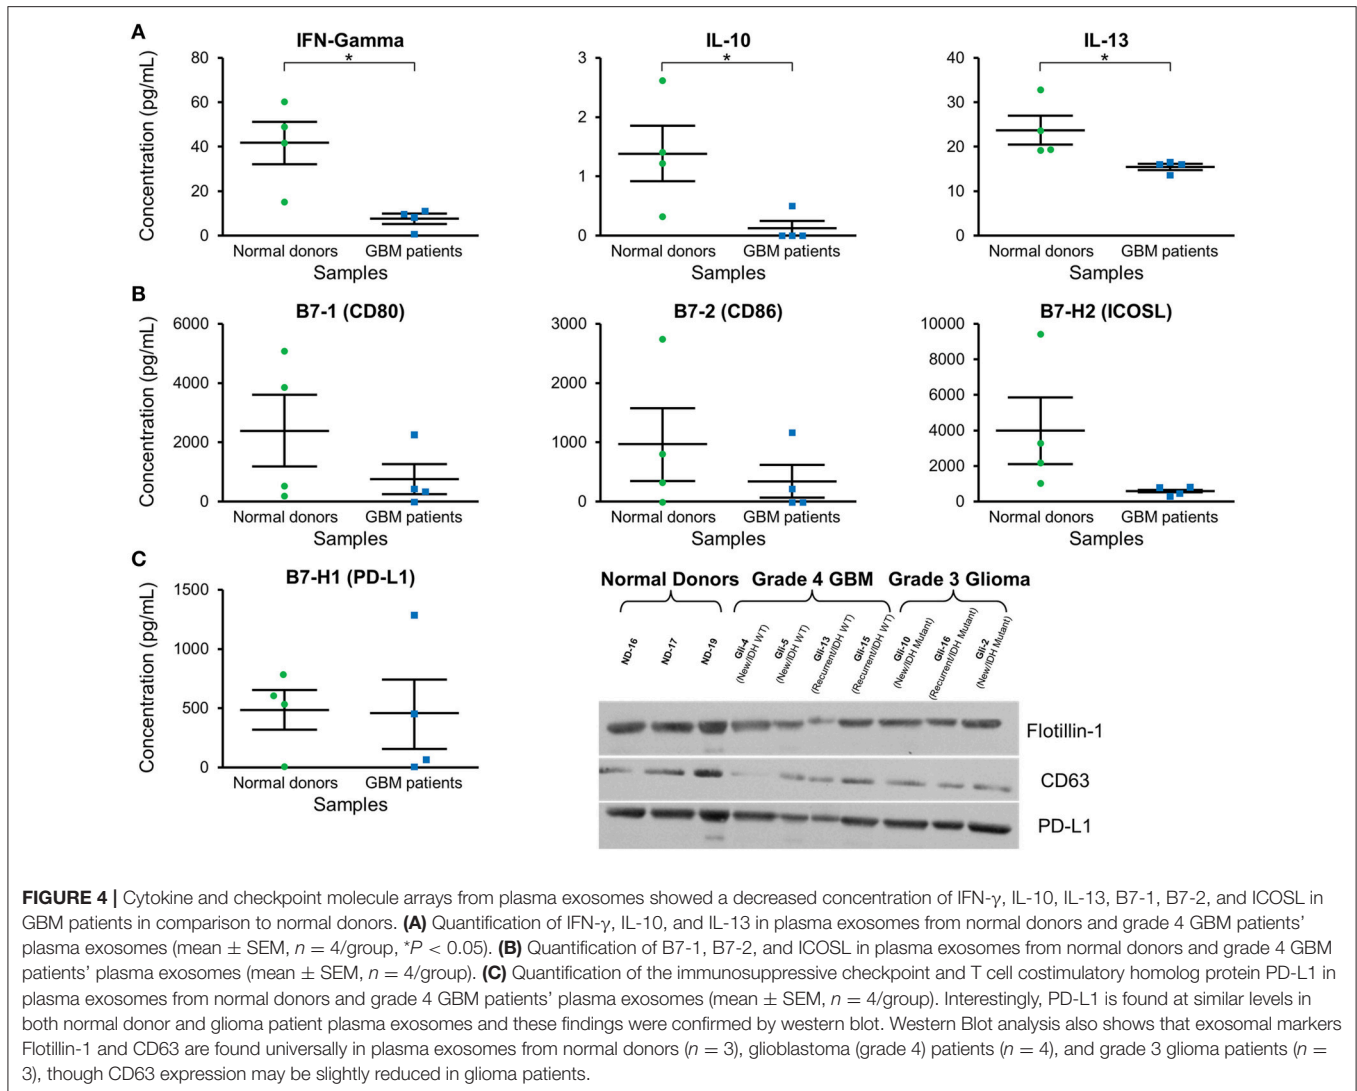 A
IFN-Gamma
Concentration (pg/mL)
80
60
40
20
0
*
Normal donors GBM patients
Samples
IL-10
3
2
1
0
*
Normal donors GBM patients
Samples
IL-13
40
30
20
10
0
*
Normal donors GBM patients
Samples
B
B7-1 (CD80)
Concentration (pg/mL)
6000
4000
2000
0
Normal donors GBM patients
Samples
B7-2 (CD86)
3000
2000
1000
0
Normal donors GBM patients
Samples
B7-H2 (ICOSL)
10000
8000
6000
4000
2000
0
Normal donors GBM patients
Samples
C
B7-H1 (PD-L1)
Concentration (pg/mL)
1500
1000
500
0
Normal donors GBM patients
Samples
Normal Donors Grade 4 GBM Grade 3 Glioma
ND-16
ND-17
ND-19
Gli-4
(New/IDH WT)
Gli-5
(New/IDH WT)
Gli-13
(Recurrent/IDH WT)
Gli-15
(Recurrent/IDH WT)
Gli-10
(New/IDH Mutant)
Gli-16
(Recurrent/IDH Mutant)
Gli-2
(New/IDH Mutant)
Flotillin-1
CD63
PD-L1
FIGURE 4 | Cytokine and checkpoint molecule arrays from plasma exosomes showed a decreased concentration of IFN-γ, IL-10, IL-13, B7-1, B7-2, and ICOSL in
GBM patients in comparison to normal donors. (A) Quantification of IFN-γ, IL-10, and IL-13 in plasma exosomes from normal donors and grade 4 GBM patients'
plasma exosomes (mean ± SEM, n = 4/group, *P < 0.05). (B) Quantification of B7-1, B7-2, and ICOSL in plasma exosomes from normal donors and grade 4 GBM
patients' plasma exosomes (mean ± SEM, n = 4/group). (C) Quantification of the immunosuppressive checkpoint and T cell costimulatory homolog protein PD-L1 in
plasma exosomes from normal donors and grade 4 GBM patients' plasma exosomes (mean ± SEM, n = 4/group). Interestingly, PD-L1 is found at similar levels in
both normal donor and glioma patient plasma exosomes and these findings were confirmed by western blot. Western Blot analysis also shows that exosomal markers
Flotillin-1 and CD63 are found universally in plasma exosomes from normal donors (n = 3), glioblastoma (grade 4) patients (n = 4), and grade 3 glioma patients (n =
3), though CD63 expression may be slightly reduced in glioma patients.